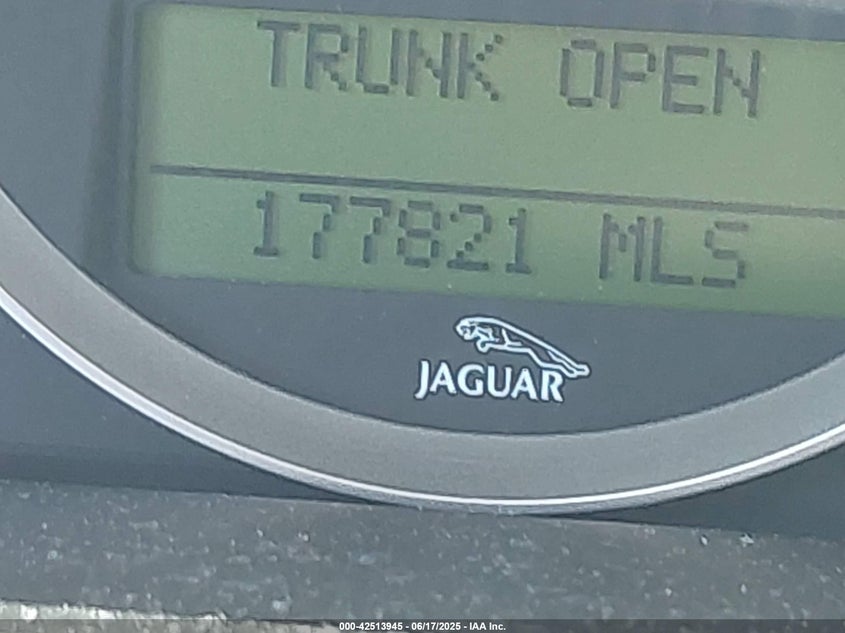 TRUNK OPEN
177821 MLS
JAGUAR
000-42513945 - 06/17/2025 - IAA Inc.